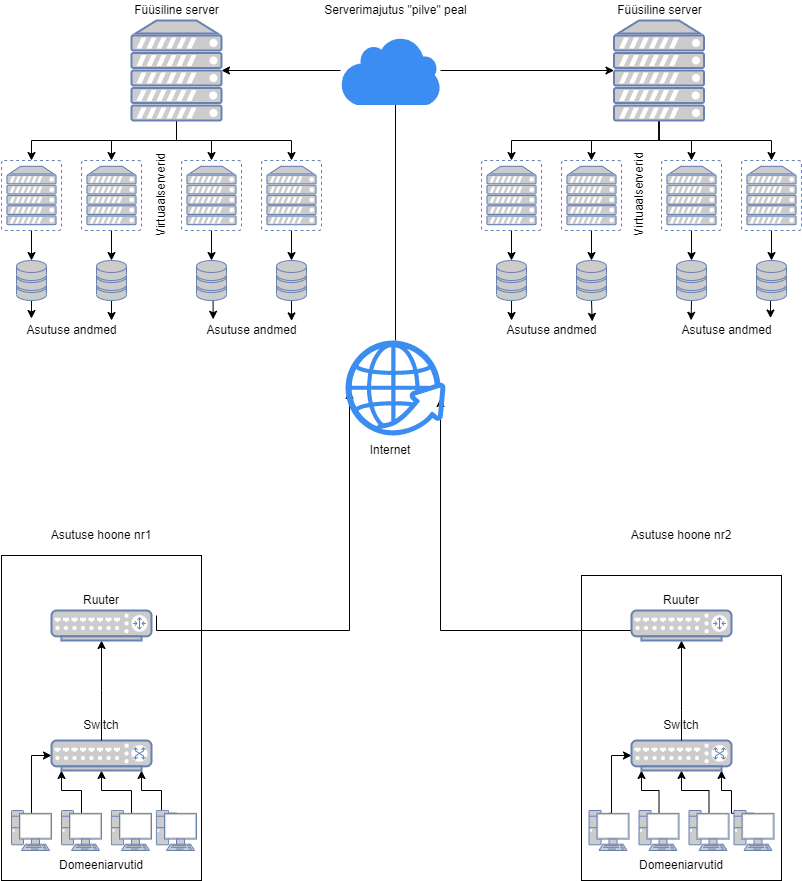 Füüsiline server
Serverimajutus "pilve" peal
Füüsiline server
Virtuaalserverid
Virtuaalserverid
Asutuse andmed
Asutuse andmed
Asutuse andmed
Asutuse andmed
Internet
Asutuse hoone nr1
Asutuse hoone nr2
Ruuter
Ruuter
Switch
Switch
Domeeniarvutid
Domeeniarvutid